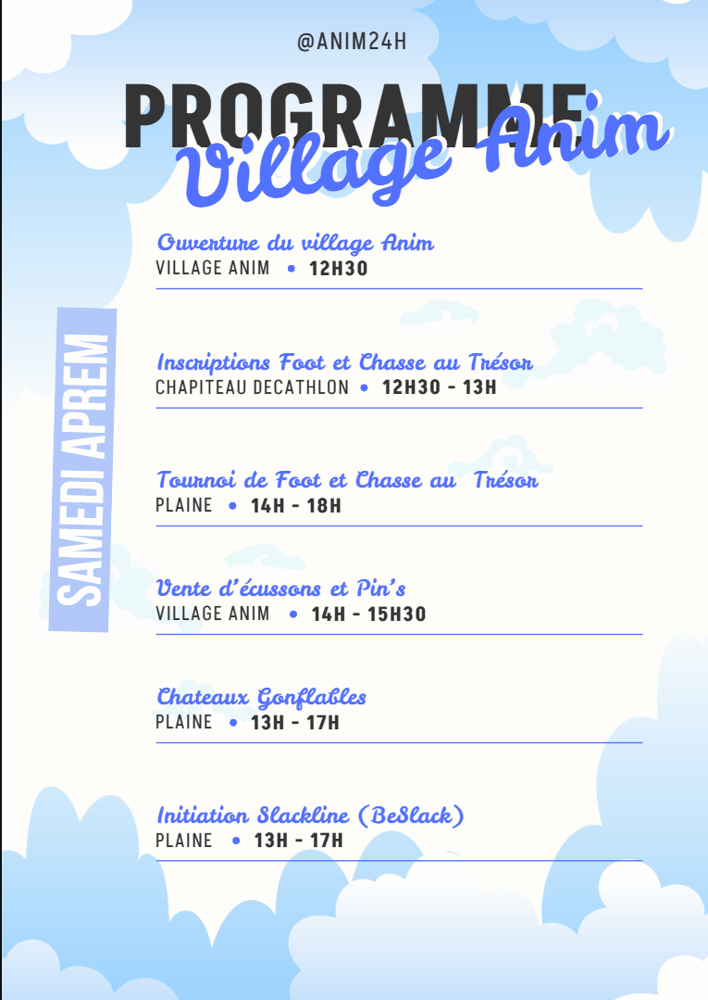 @ANIM24H
PROGRAMME
Village Anim
SAMEDI APREM
Ouverture du village Anim
VILLAGE ANIM • 12H30
Inscriptions Foot et Chasse au Trésor
CHAPITEAU DECATHLON • 12H30 - 13H
Tournoi de Foot et Chasse au Trésor
PLAINE • 14H - 18H
Vente d'écussons et Pin's
VILLAGE ANIM • 14H - 15H30
Chateaux Gonflables
PLAINE • 13H - 17H
Initiation Slackline (BeSlack)
PLAINE • 13H - 17H